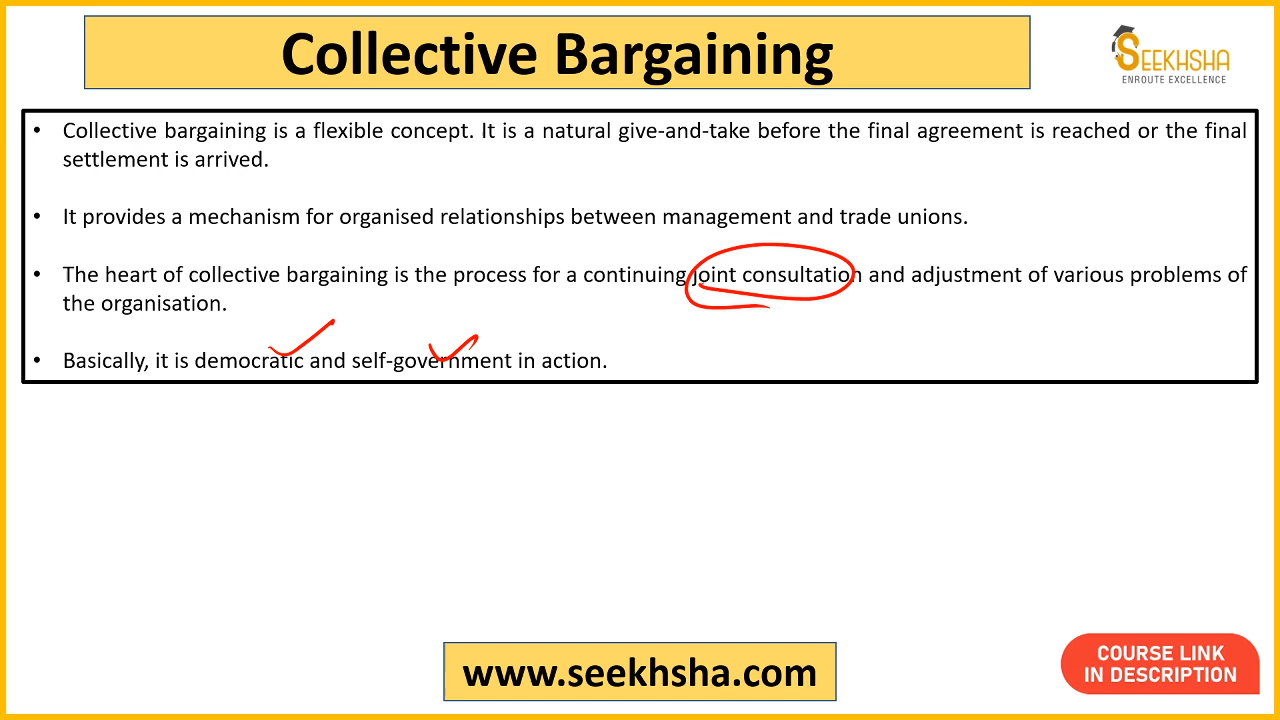 Collective Bargaining
SEEKHSHA
ENROUTE EXCELLENCE
• Collective bargaining is a flexible concept. It is a natural give-and-take before the final agreement is reached or the final
settlement is arrived.
• It provides a mechanism for organised relationships between management and trade unions.
• The heart of collective bargaining is the process for a continuing joint consultation and adjustment of various problems of
the organisation.
• Basically, it is democratic and self-government in action.
www.seekhsha.com
COURSE LINK
IN DESCRIPTION